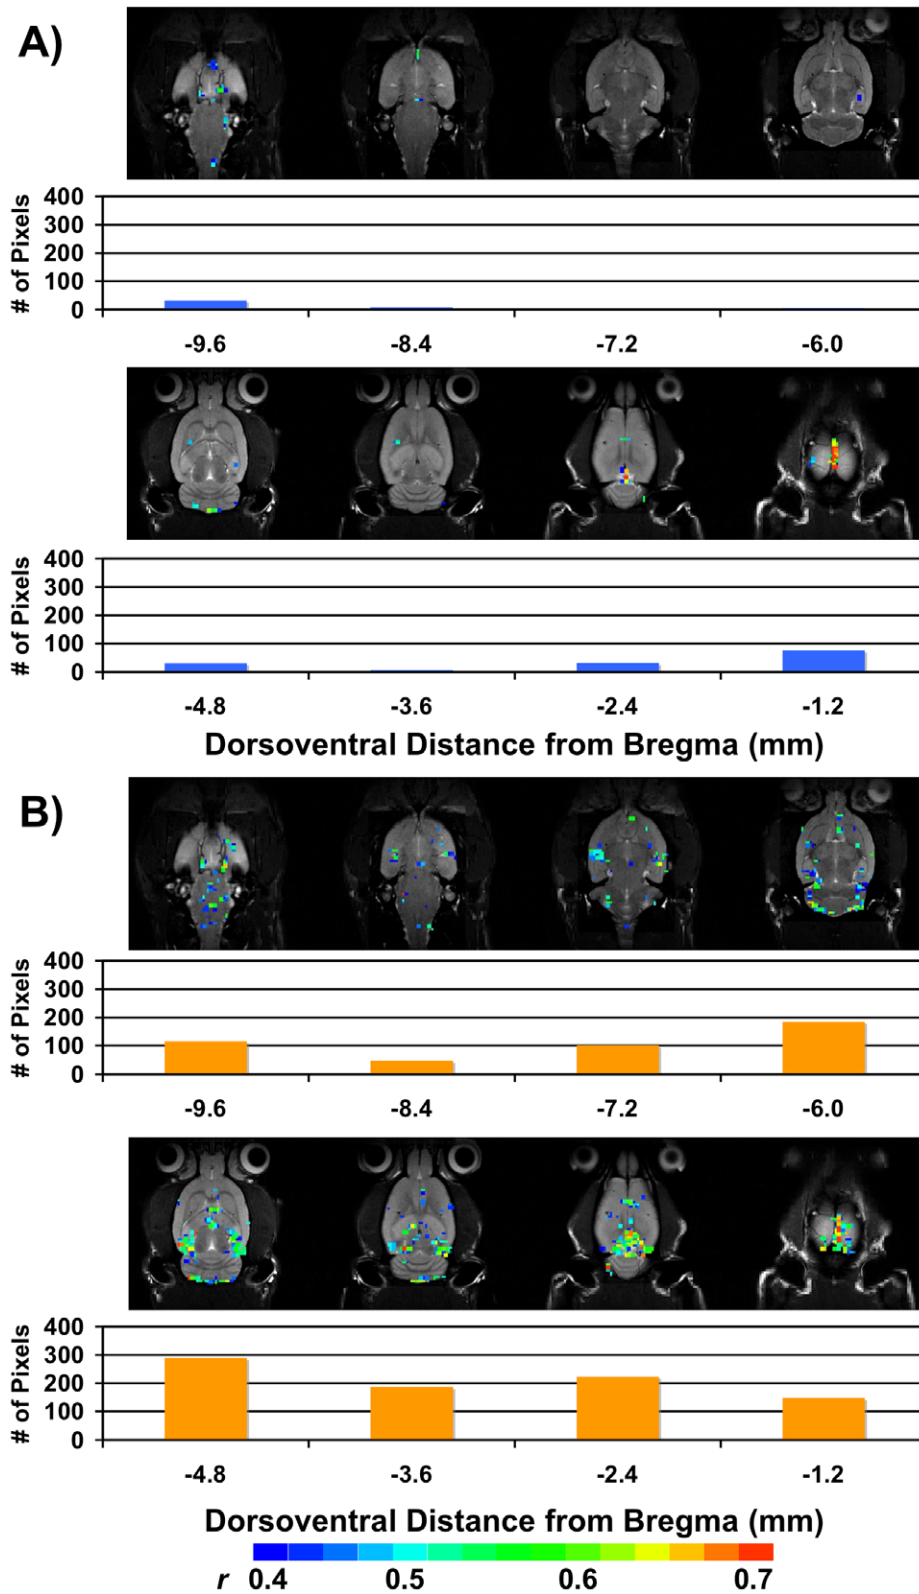 A)
# of Pixels
400
300
200
100
0
-9.6 -8.4 -7.2 -6.0
# of Pixels
400
300
200
100
0
-4.8 -3.6 -2.4 -1.2
Dorsoventral Distance from Bregma (mm)
B)
# of Pixels
400
300
200
100
0
-9.6 -8.4 -7.2 -6.0
# of Pixels
400
300
200
100
0
-4.8 -3.6 -2.4 -1.2
Dorsoventral Distance from Bregma (mm)
r 0.4 0.5 0.6 0.7